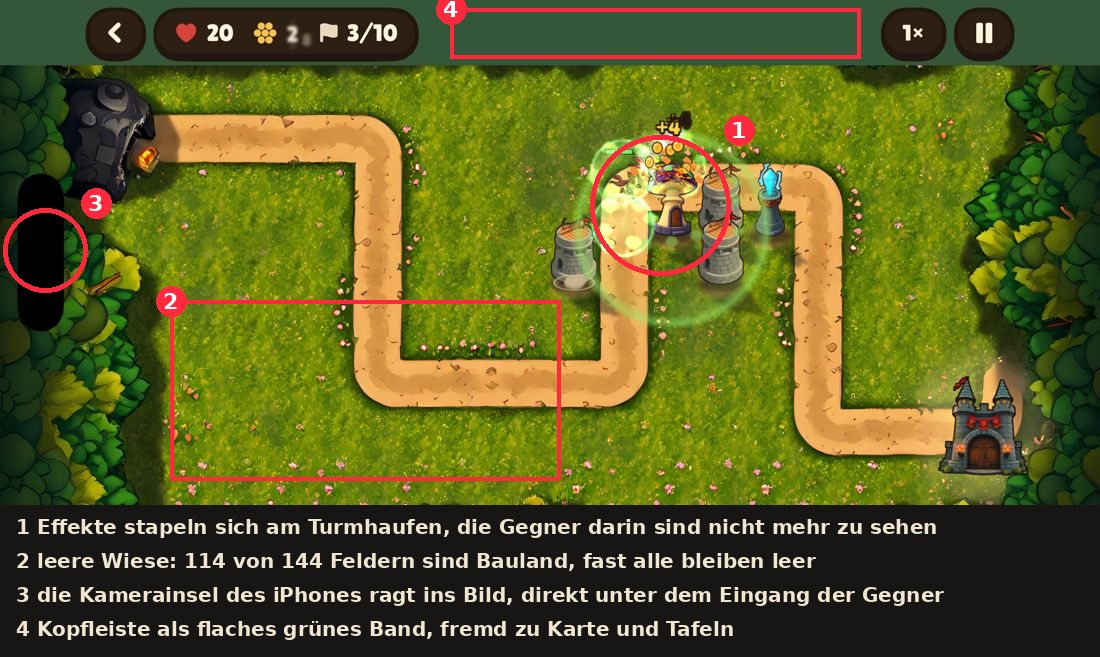 4
20
3/10
1×
+4
1
3
2
1 Effekte stapeln sich am Turmhaufen, die Gegner darin sind nicht mehr zu sehen
2 leere Wiese: 114 von 144 Feldern sind Bauland, fast alle bleiben leer
3 die Kamerainsel des iPhones ragt ins Bild, direkt unter dem Eingang der Gegner
4 Kopfleiste als flaches grünes Band, fremd zu Karte und Tafeln